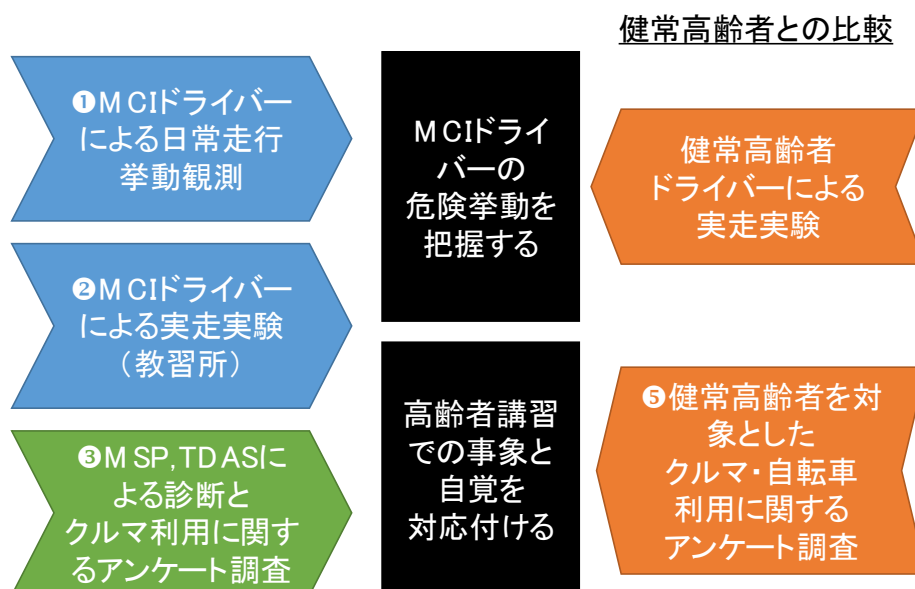 健常高齢者との比較
❶MCIドライバー
による日常走行
挙動観測
❷MCIドライバー
による実走実験
（教習所）
❸MSP,TDASに
よる診断と
クルマ利用に関す
るアンケート調査
MCIドライ
バーの
危険挙動を
把握する
高齢者講習
での事象と
自覚を
対応付ける
健常高齢者
ドライバーによる
実走実験
❺健常高齢者を対
象とした
クルマ・自転車
利用に関する
アンケート調査